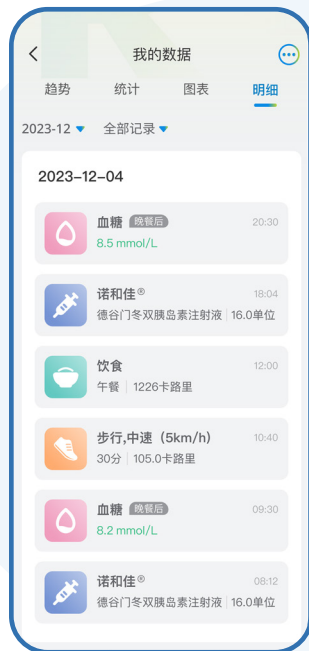 我的数据
趋势 统计 图表 明细
2023-12 全部记录
2023-12-04
血糖 晚餐后 20:30
8.5 mmol/L
诺和佳® 18:04
德谷门冬双胰岛素注射液 16.0单位
饮食 12:00
午餐 1226卡路里
步行,中速（5km/h） 10:40
30分 105.0卡路里
血糖 晚餐后 09:30
8.2 mmol/L
诺和佳® 08:12
德谷门冬双胰岛素注射液 16.0单位